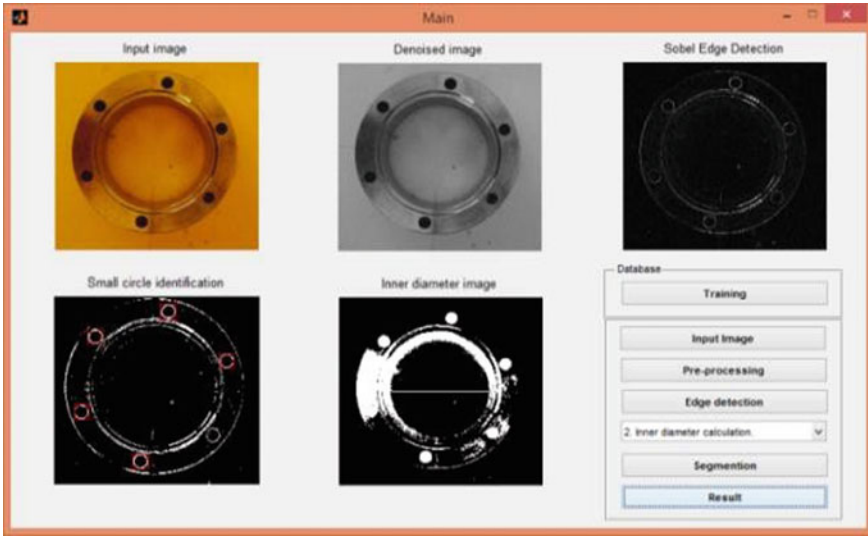 Main
Input image
Denoised image
Sobel Edge Detection
Small circle identification
Inner diameter image
Database
Training
Input Image
Pre-processing
Edge detection
2. Inner diameter calculation
Segmention
Result